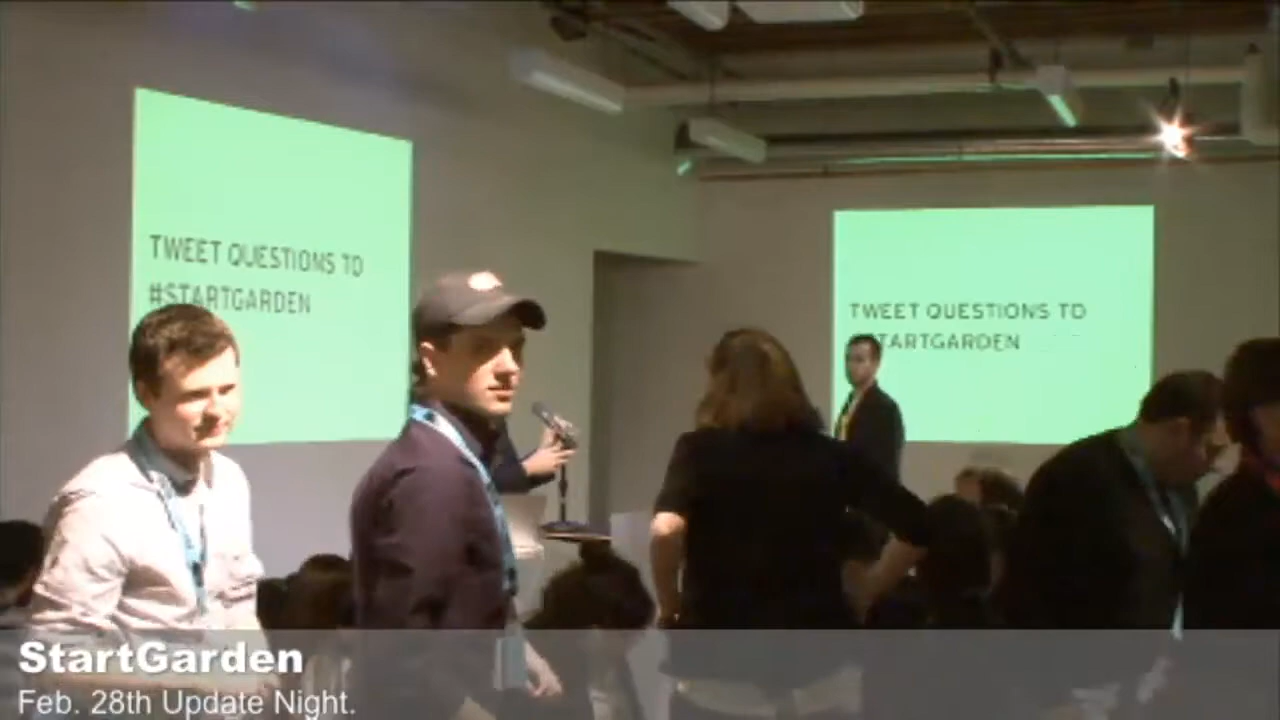 TWEET QUESTIONS TO
#STARTGARDEN
TWEET QUESTIONS TO
STARTGARDEN
StartGarden
Feb. 28th Update Night.